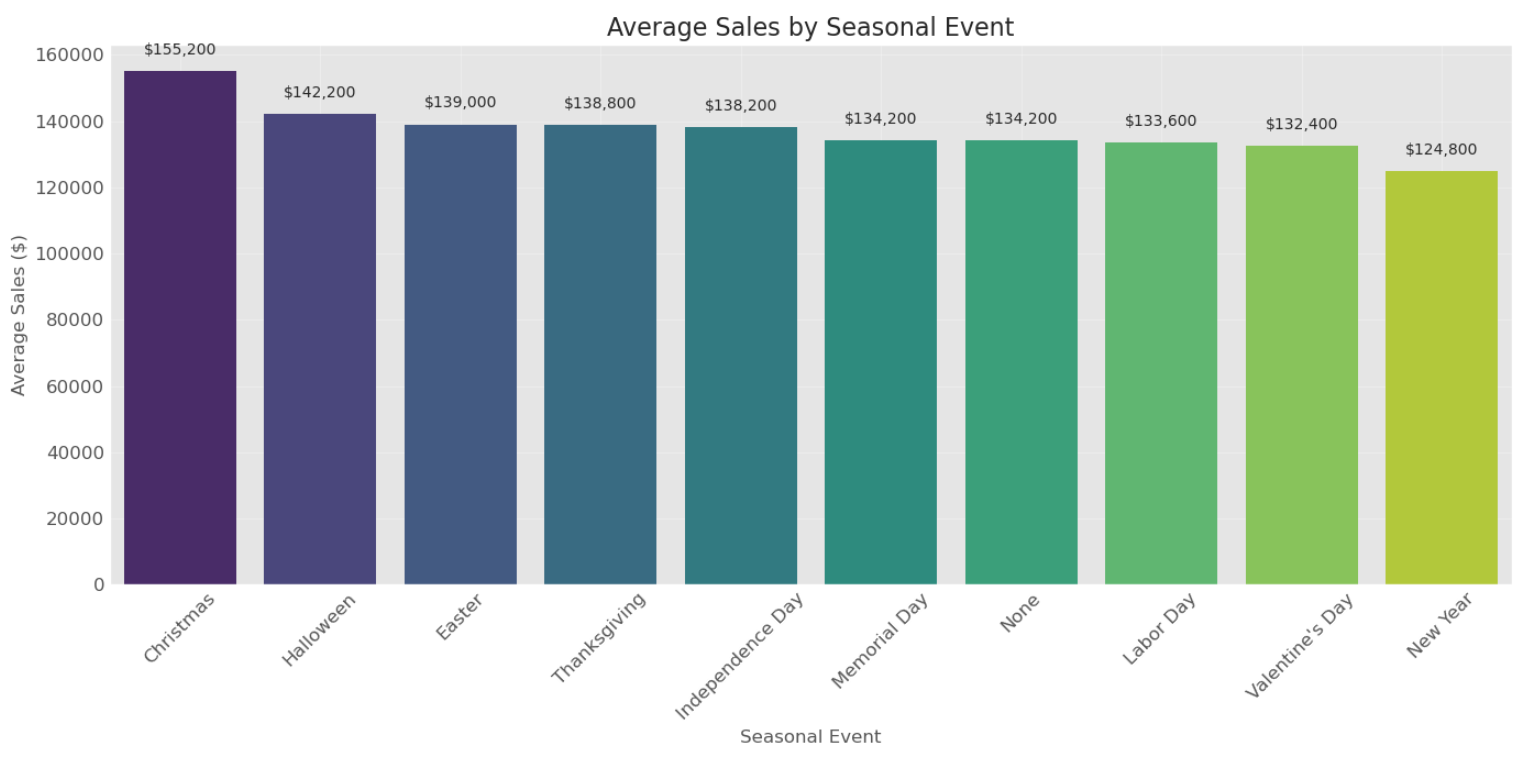 Average Sales by Seasonal Event
Average Sales ($)
160000
140000
120000
100000
80000
60000
40000
20000
0
$155,200
$142,200
$139,000
$138,800
$138,200
$134,200
$134,200
$133,600
$132,400
$124,800
Christmas
Halloween
Easter
Thanksgiving
Independence Day
Memorial Day
None
Labor Day
Valentine's Day
New Year
Seasonal Event